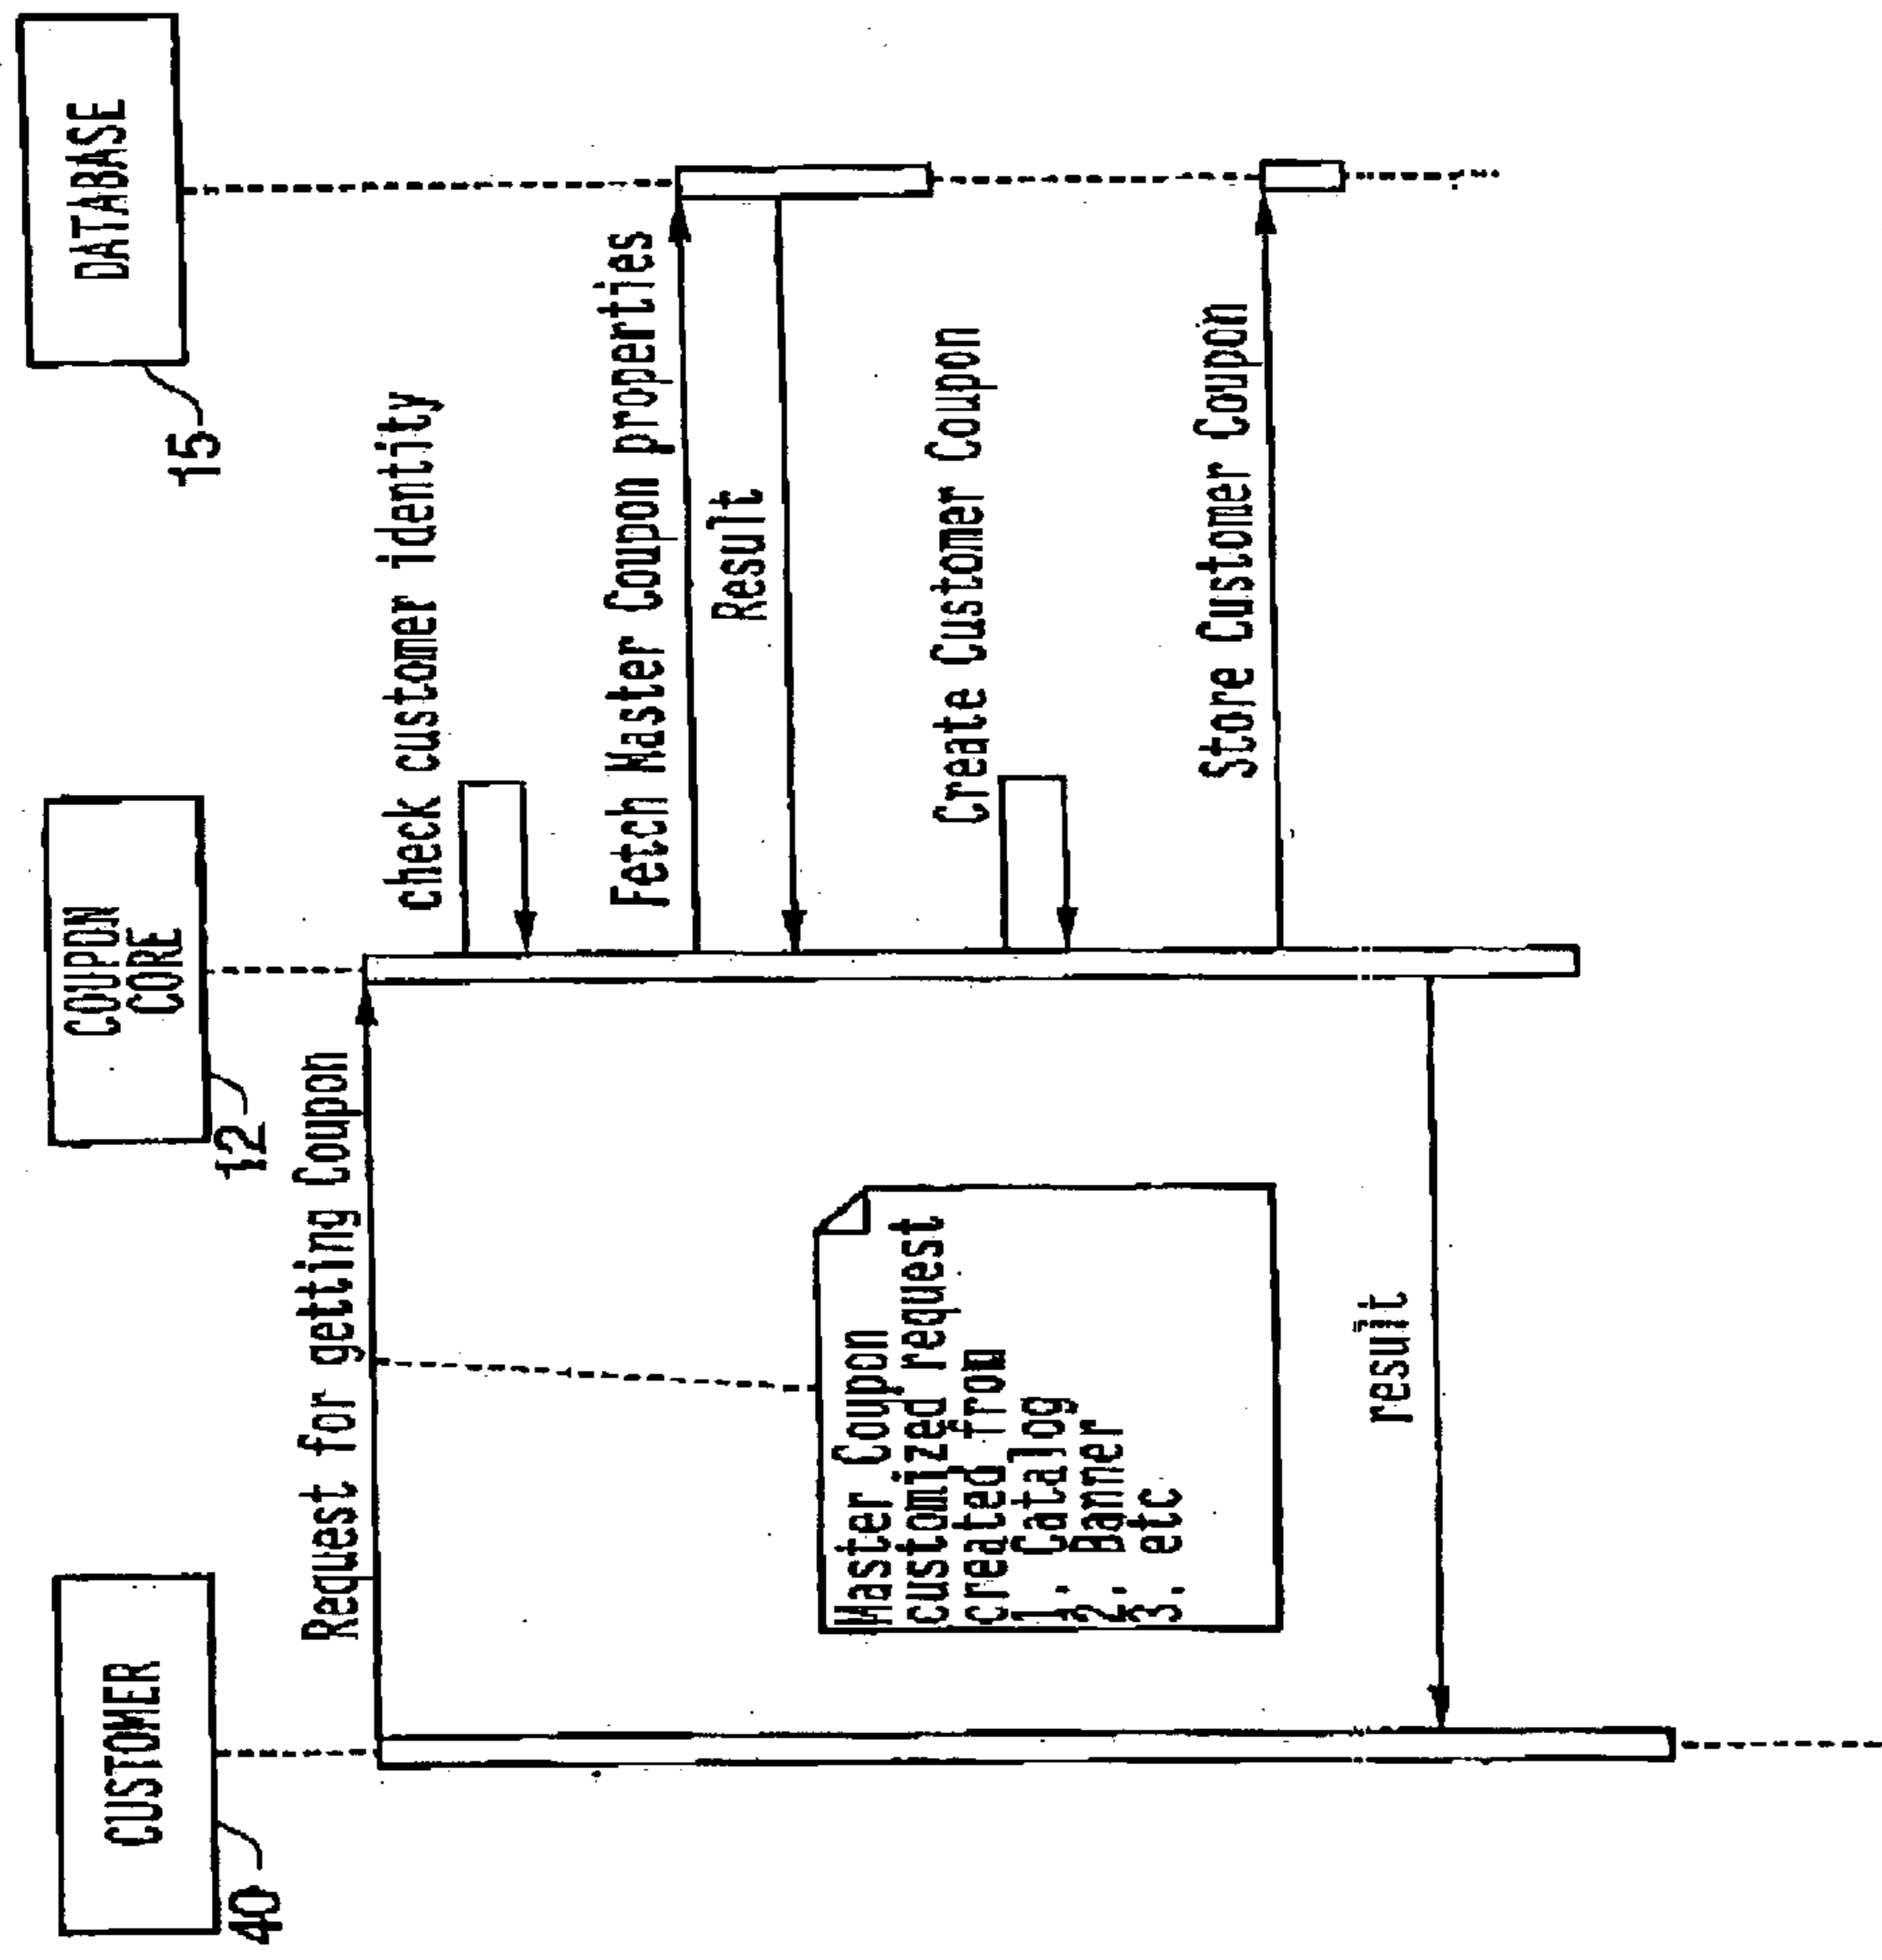 CUSTOMER
40
COUPON
CORE
12
DATABASE
15
Request for getting Coupon
check customer identity
Fetch Master Coupon properties
Result
Master Coupon
customized request
created from
1. Catalog
2. Banner
3. etc
Create Customer Coupon
Store Customer Coupon
result